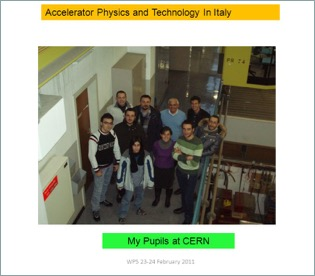 Accelerator Physics and Technology In Italy
My Pupils at CERN
WPS 23-24 February 2011